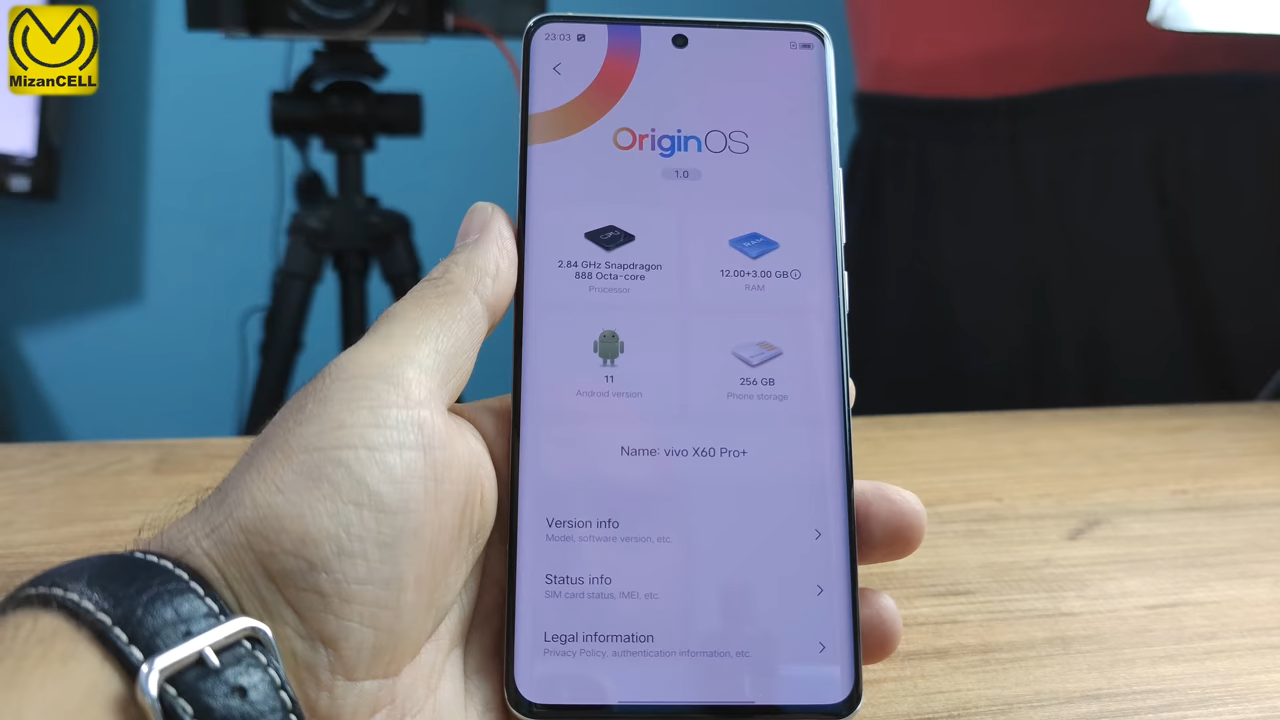 MizanCELL
23:03
OriginOS
1.0
CPU
RAM
2.84 GHz Snapdragon
888 Octa-core
Processor
12.00+3.00 GB
RAM
11
Android version
256 GB
Phone storage
Name: vivo X60 Pro+
Version info
Model, software version, etc.
Status info
SIM card status, IMEI, etc.
Legal information
Privacy Policy, authentication information, etc.